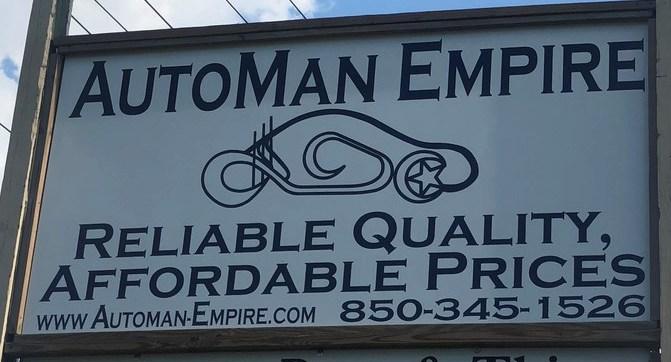 AutoMan Empire
Reliable Quality,
Affordable Prices
www.Automan-Empire.com 850-345-1526